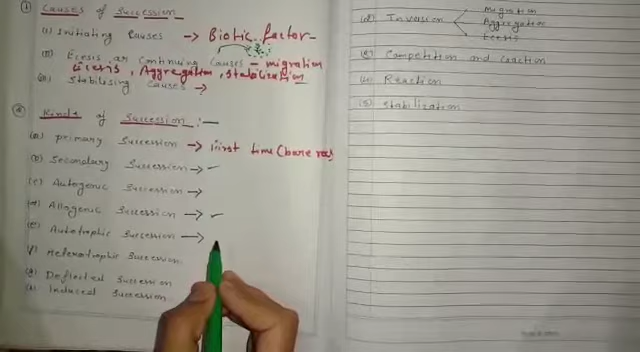 ① Causes of Succession
(i) Initiating Causes → Biotic factor-
(ii) Ecesis or Continuing Causes - migration
Ecesis, Aggregation, Stabilization
(iii) Stabilising Causes →
② Kinds of Succession :-
(a) Primary Succession → First time (bare rock)
(b) Secondary Succession →
(c) Autogenic Succession →
(d) Allogenic Succession →
(e) Autotrophic Succession →
(f) Heterotrophic Succession
(g) Deflected Succession
(h) Induced Succession
Invasion
Migration
Aggregation
Ecesis
Competition and coaction
Reaction
(5) Stabilization